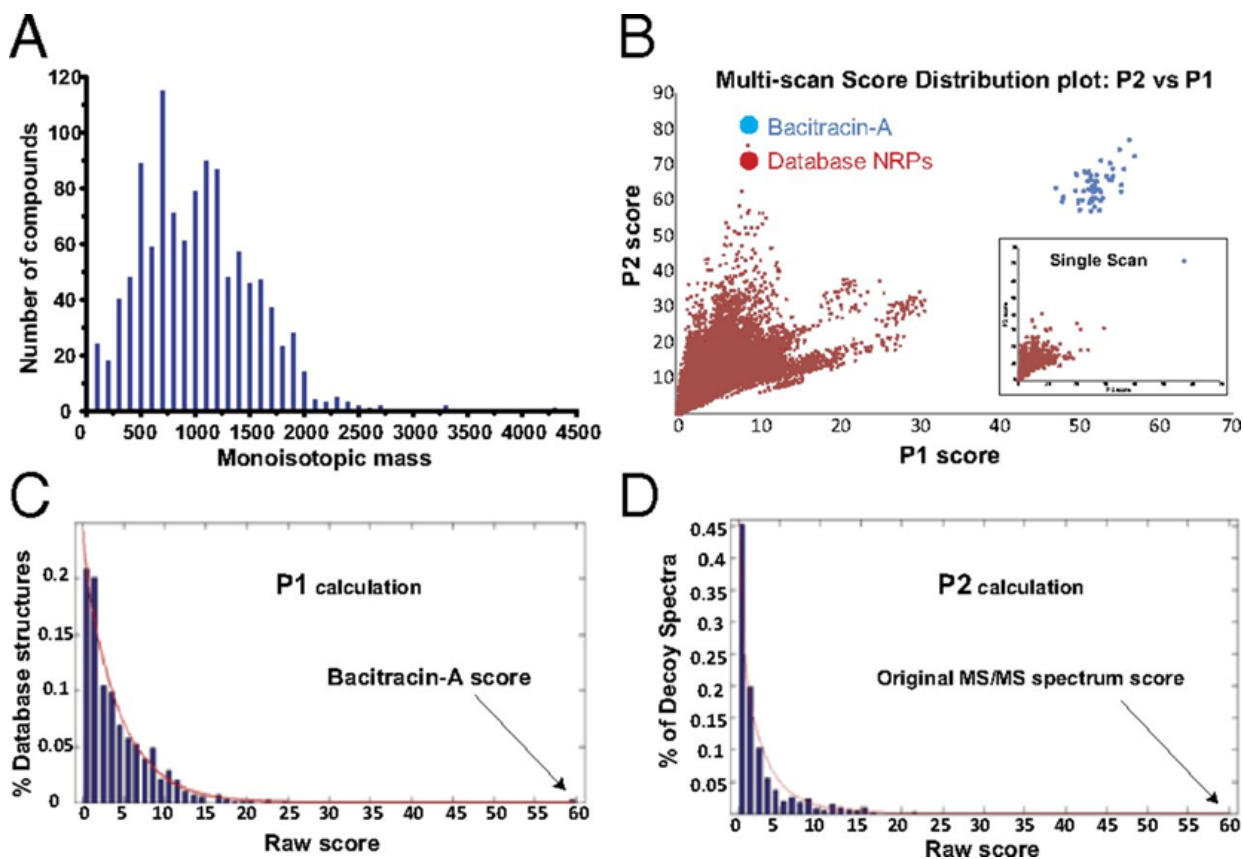 A
120
100
80
60
40
20
0
Number of compounds
0 500 1000 1500 2000 2500 3000 3500 4000 4500
Monoisotopic mass
B
Multi-scan Score Distribution plot: P2 vs P1
90
80
70
60
50
40
30
20
10
P2 score
Bacitracin-A
Database NRPs
Single Scan
0 10 20 30 40 50 60 70
P1 score
C
0.2
0.15
0.1
0.05
0
% Database structures
P1 calculation
Bacitracin-A score
0 5 10 15 20 25 30 35 40 45 50 55 60
Raw score
D
0.45
0.4
0.35
0.3
0.25
0.2
0.15
0.1
0.05
% of Decoy Spectra
P2 calculation
Original MS/MS spectrum score
0 5 10 15 20 25 30 35 40 45 50 55 60
Raw score